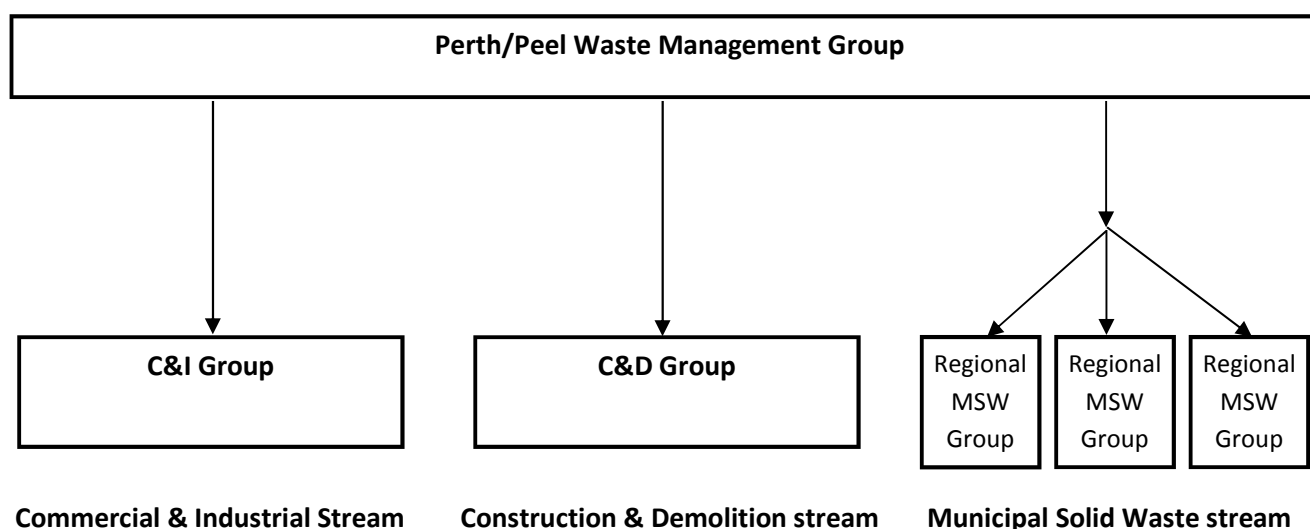 Perth/Peel Waste Management Group
C&I Group
C&D Group
Regional
MSW
Group
Regional
MSW
Group
Regional
MSW
Group
Commercial & Industrial Stream
Construction & Demolition stream
Municipal Solid Waste stream